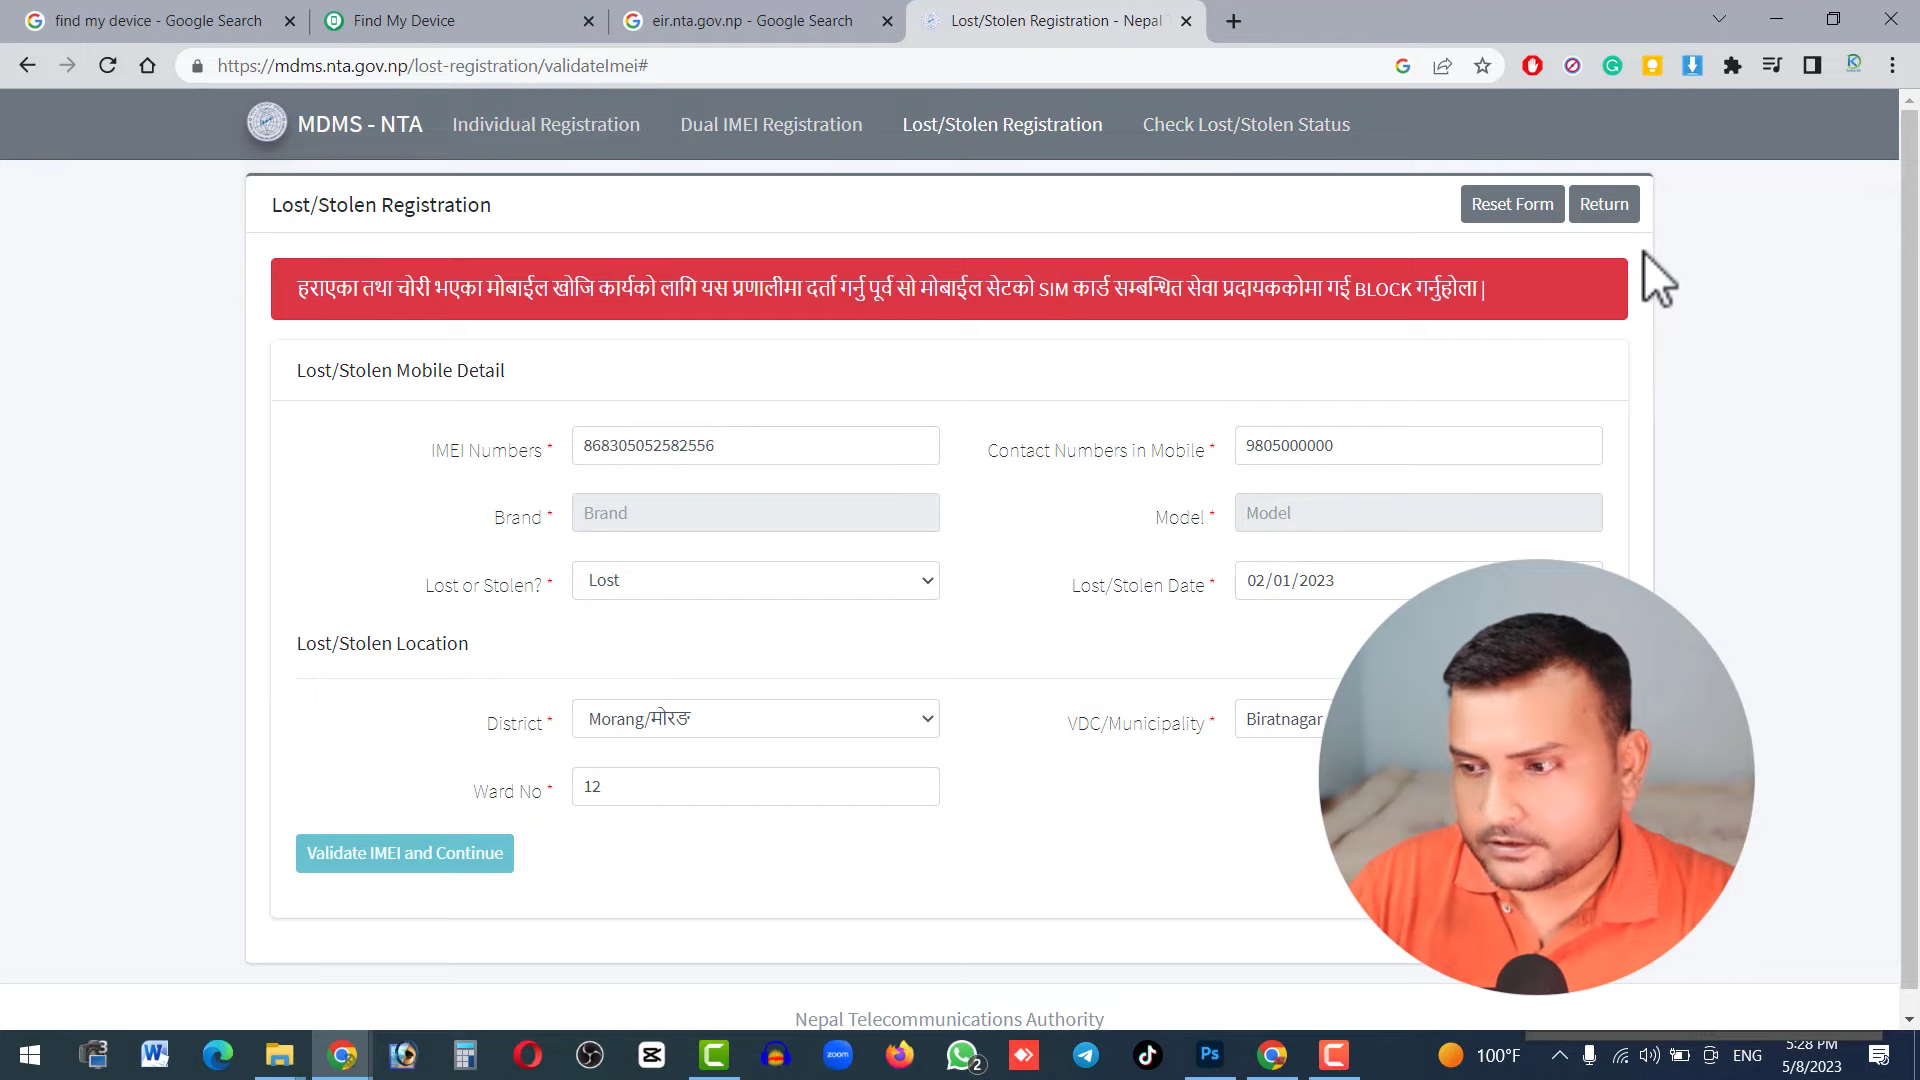 find my device - Google Search
Find My Device
eir.nta.gov.np - Google Search
Lost/Stolen Registration - Nepal
https://mdms.nta.gov.np/lost-registration/validateImei#
MDMS - NTA
Individual Registration
Dual IMEI Registration
Lost/Stolen Registration
Check Lost/Stolen Status
Lost/Stolen Registration
Reset Form
Return
हराएका तथा चोरी भएका मोबाईल खोजि कार्यको लागि यस प्रणालीमा दर्ता गर्नु पूर्व सो मोबाईल सेटको SIM कार्ड सम्बन्धित सेवा प्रदायककोमा गई BLOCK गर्नुहोला |
Lost/Stolen Mobile Detail
IMEI Numbers * 868305052582556
Contact Numbers in Mobile * 9805000000
Brand * Brand
Model * Model
Lost or Stolen? * Lost
Lost/Stolen Date * 02/01/2023
Lost/Stolen Location
District * Morang/मोरङ
VDC/Municipality * Biratnagar
Ward No * 12
Validate IMEI and Continue
Nepal Telecommunications Authority
zoom
2
Ps
100°F
ENG
5:28 PM
5/8/2023